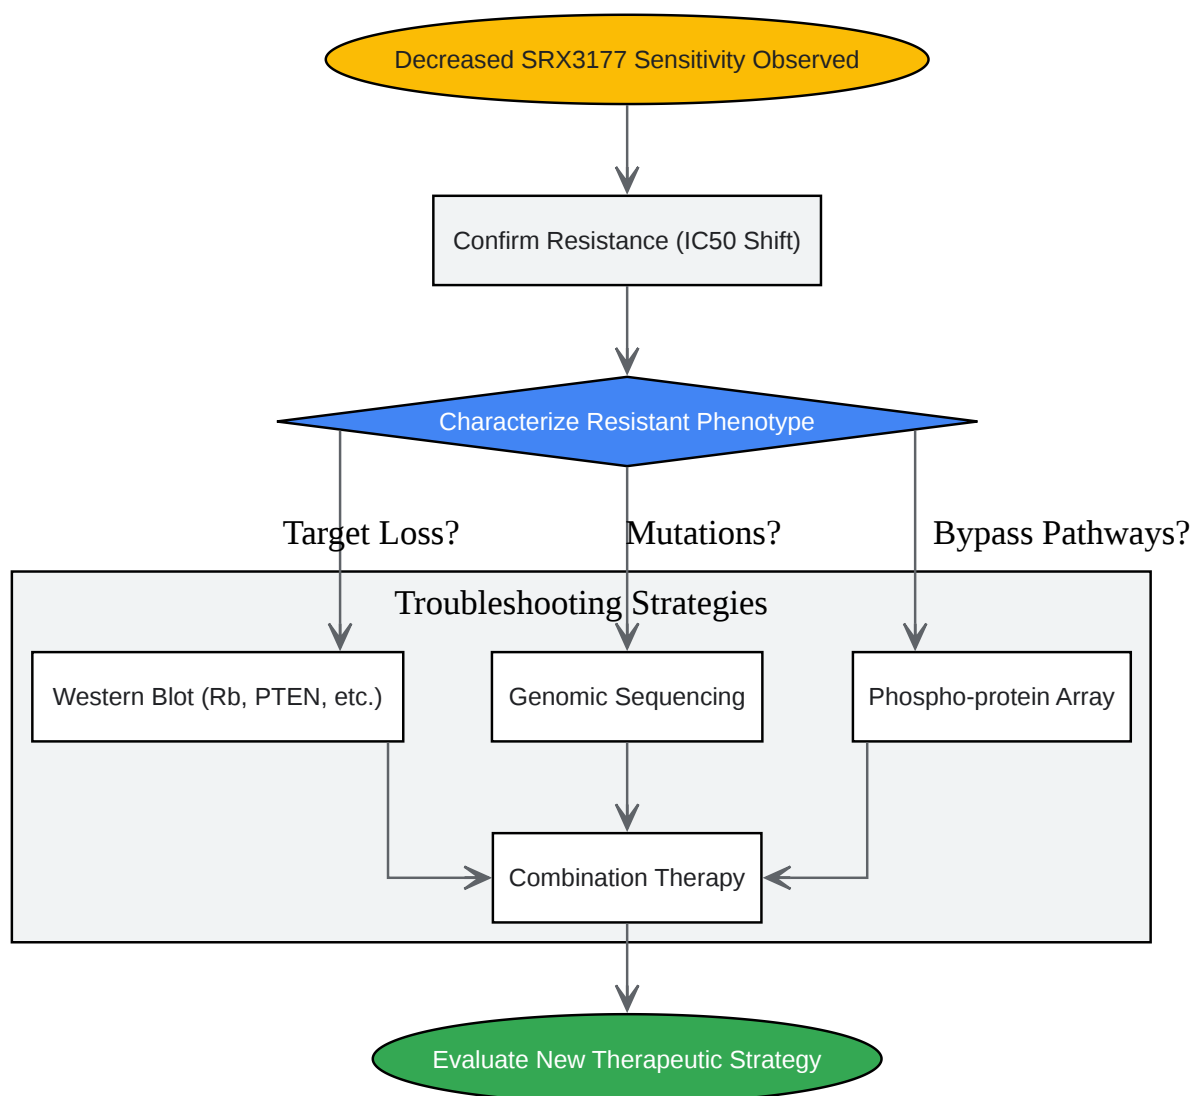 Decreased SRX3177 Sensitivity Observed
Confirm Resistance (IC50 Shift)
Characterize Resistant Phenotype
Target Loss?
Mutations?
Bypass Pathways?
Troubleshooting Strategies
Western Blot (Rb, PTEN, etc.)
Genomic Sequencing
Phospho-protein Array
Combination Therapy
Evaluate New Therapeutic Strategy